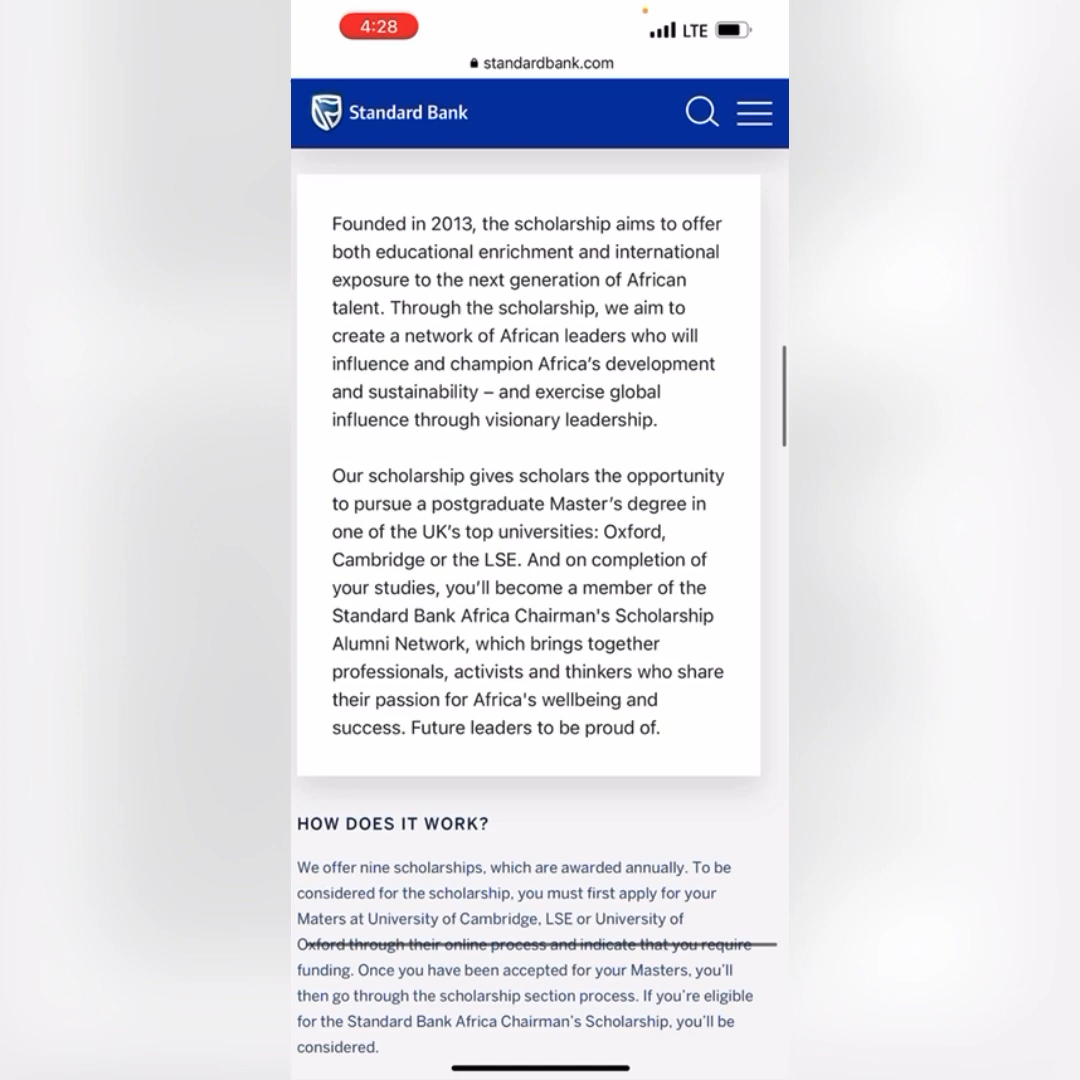 4:28
LTE
standardbank.com
Standard Bank
Founded in 2013, the scholarship aims to offer
both educational enrichment and international
exposure to the next generation of African
talent. Through the scholarship, we aim to
create a network of African leaders who will
influence and champion Africa's development
and sustainability – and exercise global
influence through visionary leadership.
Our scholarship gives scholars the opportunity
to pursue a postgraduate Master's degree in
one of the UK's top universities: Oxford,
Cambridge or the LSE. And on completion of
your studies, you'll become a member of the
Standard Bank Africa Chairman's Scholarship
Alumni Network, which brings together
professionals, activists and thinkers who share
their passion for Africa's wellbeing and
success. Future leaders to be proud of.
HOW DOES IT WORK?
We offer nine scholarships, which are awarded annually. To be
considered for the scholarship, you must first apply for your
Maters at University of Cambridge, LSE or University of
Oxford through their online process and indicate that you require
funding. Once you have been accepted for your Masters, you'll
then go through the scholarship section process. If you're eligible
for the Standard Bank Africa Chairman's Scholarship, you'll be
considered.